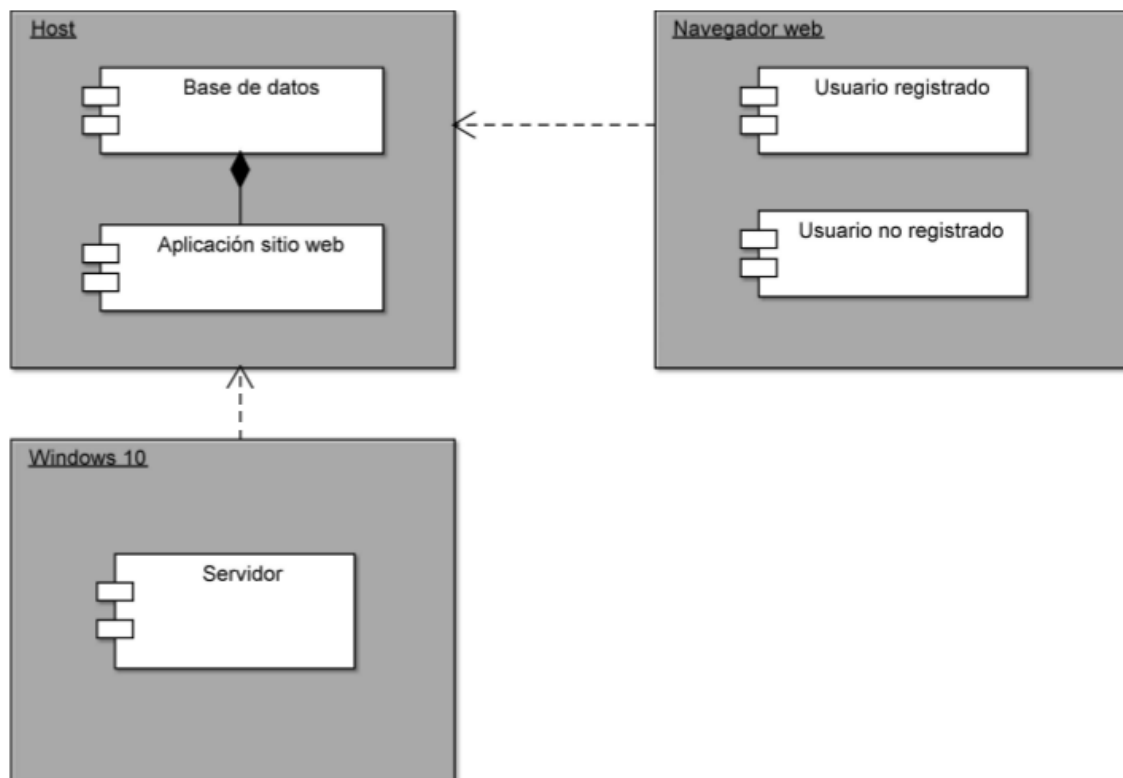 Host
Base de datos
Aplicación sitio web
Navegador web
Usuario registrado
Usuario no registrado
Windows 10
Servidor